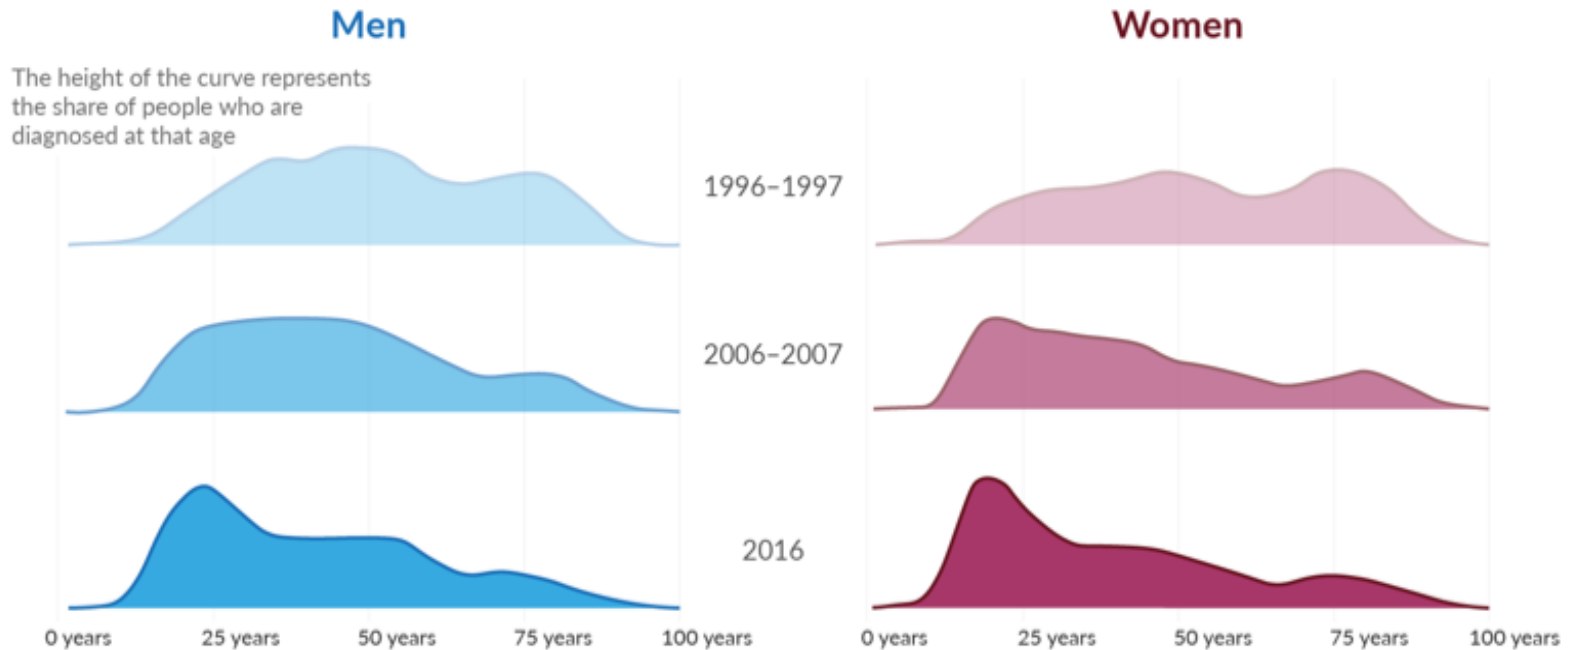 Men
Women
The height of the curve represents
the share of people who are
diagnosed at that age
1996–1997
2006–2007
2016
0 years 25 years 50 years 75 years 100 years
0 years 25 years 50 years 75 years 100 years